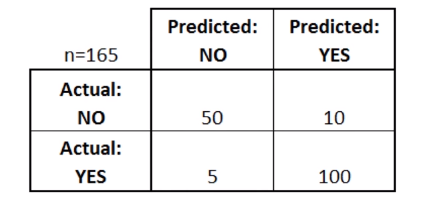 Predicted: Predicted:
n=165 NO YES
Actual:
NO 50 10
Actual:
YES 5 100